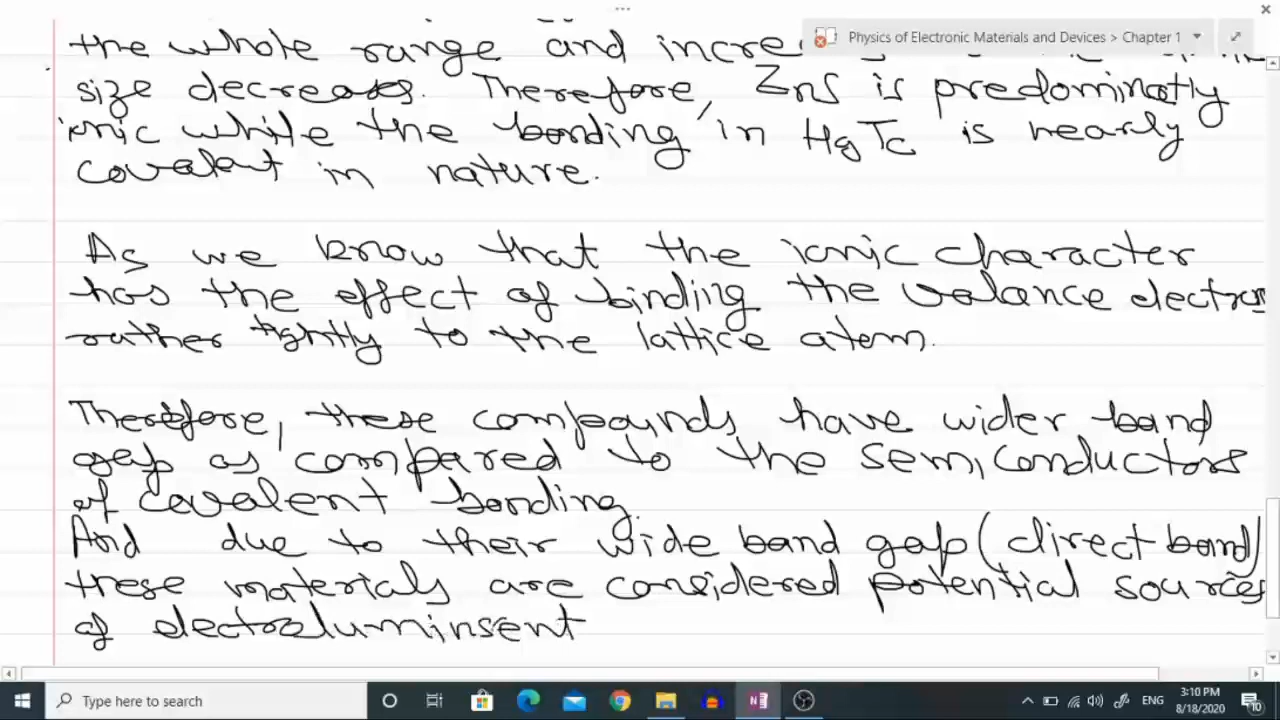 the whole range and incre
Physics of Electronic Materials and Devices > Chapter 1
size decreases. Therefore, ZnS is predominatly
ionic while the bonding in HgTe is nearly
covalent in nature.
As we know that the ionic character
has the effect of binding the valance electrons
rather tightly to the lattice atom.
Therefore, these compounds have wider band
gap as compared to the semiconductors
of covalent bonding.
And due to their wide band gap (direct band)
these materials are considered potential sources
of electroluminsent
Type here to search
ENG
3:10 PM
8/18/2020
10